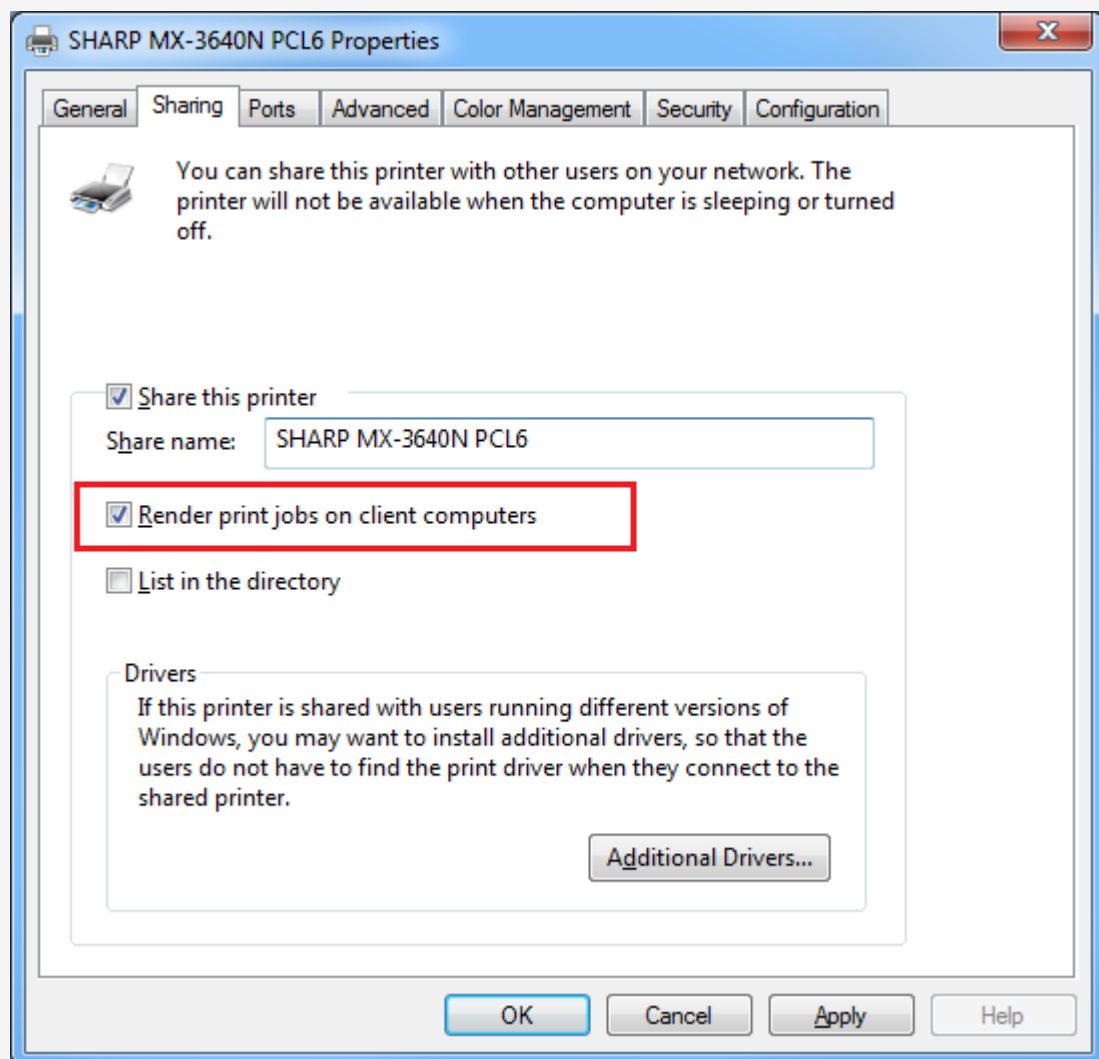 SHARP MX-3640N PCL6 Properties
General Sharing Ports Advanced Color Management Security Configuration
You can share this printer with other users on your network. The
printer will not be available when the computer is sleeping or turned
off.
Share this printer
Share name: SHARP MX-3640N PCL6
Render print jobs on client computers
List in the directory
Drivers
If this printer is shared with users running different versions of
Windows, you may want to install additional drivers, so that the
users do not have to find the print driver when they connect to the
shared printer.
Additional Drivers...
OK Cancel Apply Help